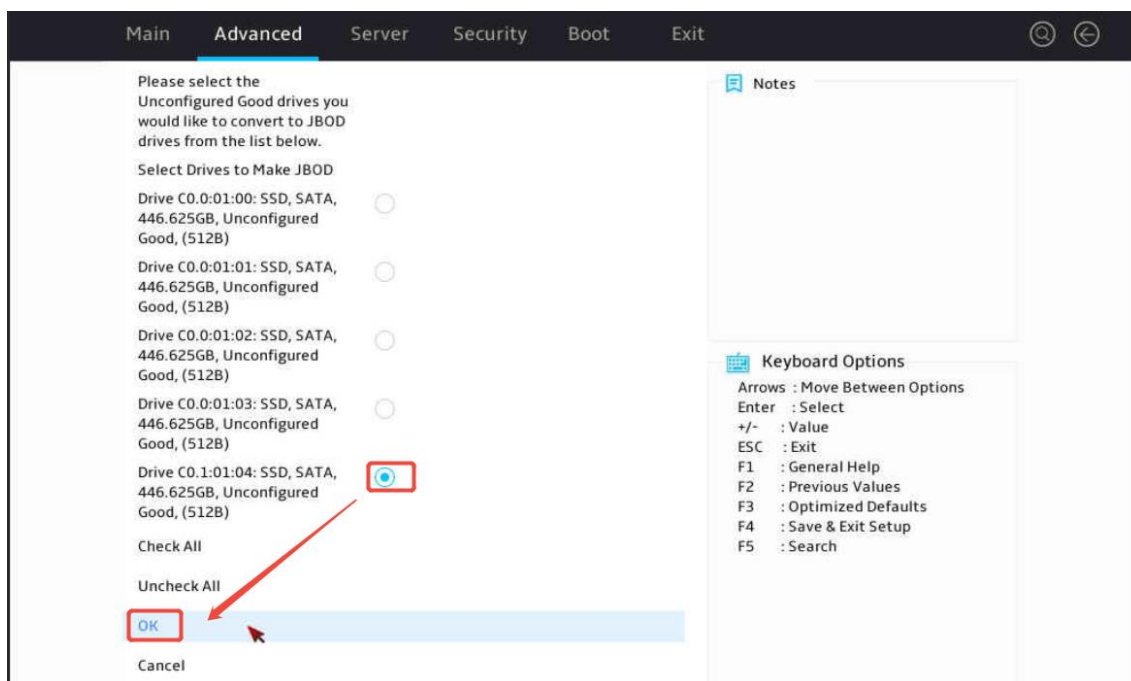 Main Advanced Server Security Boot Exit
Please select the
Unconfigured Good drives you
would like to convert to JBOD
drives from the list below.
Select Drives to Make JBOD
Drive C0.0:01:00: SSD, SATA,
446.625GB, Unconfigured
Good, (512B)
Drive C0.0:01:01: SSD, SATA,
446.625GB, Unconfigured
Good, (512B)
Drive C0.0:01:02: SSD, SATA,
446.625GB, Unconfigured
Good, (512B)
Drive C0.0:01:03: SSD, SATA,
446.625GB, Unconfigured
Good, (512B)
Drive C0.1:01:04: SSD, SATA,
446.625GB, Unconfigured
Good, (512B)
Check All
Uncheck All
OK
Cancel
Notes
Keyboard Options
Arrows : Move Between Options
Enter : Select
+/- : Value
ESC : Exit
F1 : General Help
F2 : Previous Values
F3 : Optimized Defaults
F4 : Save & Exit Setup
F5 : Search